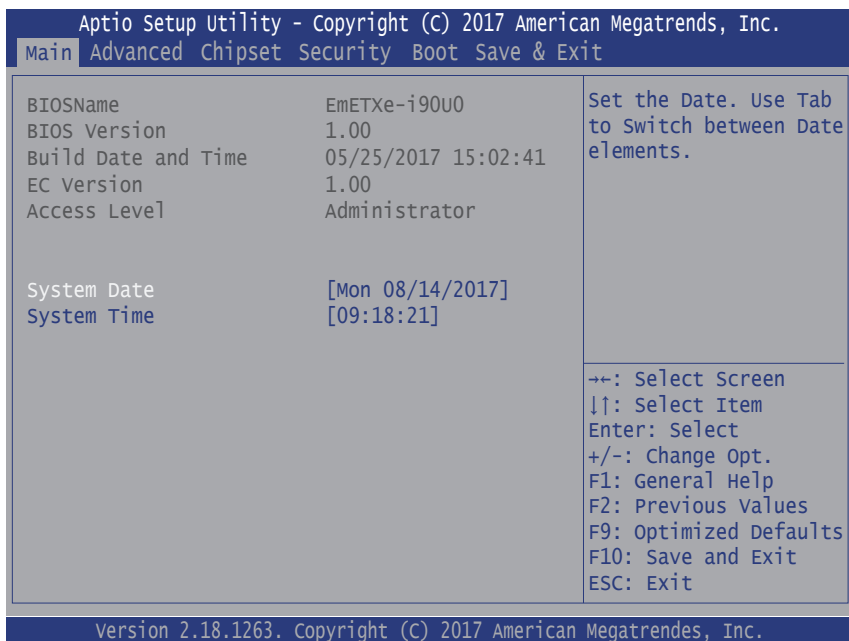 Aptio Setup Utility - Copyright (C) 2017 American Megatrends, Inc.
Main Advanced Chipset Security Boot Save & Exit
BIOSName EmETXe-i90U0
BIOS Version 1.00
Build Date and Time 05/25/2017 15:02:41
EC Version 1.00
Access Level Administrator
System Date [Mon 08/14/2017]
System Time [09:18:21]
Set the Date. Use Tab
to Switch between Date
elements.
→←: Select Screen
↓↑: Select Item
Enter: Select
+/-: Change Opt.
F1: General Help
F2: Previous Values
F9: Optimized Defaults
F10: Save and Exit
ESC: Exit
Version 2.18.1263. Copyright (C) 2017 American Megatrendes, Inc.